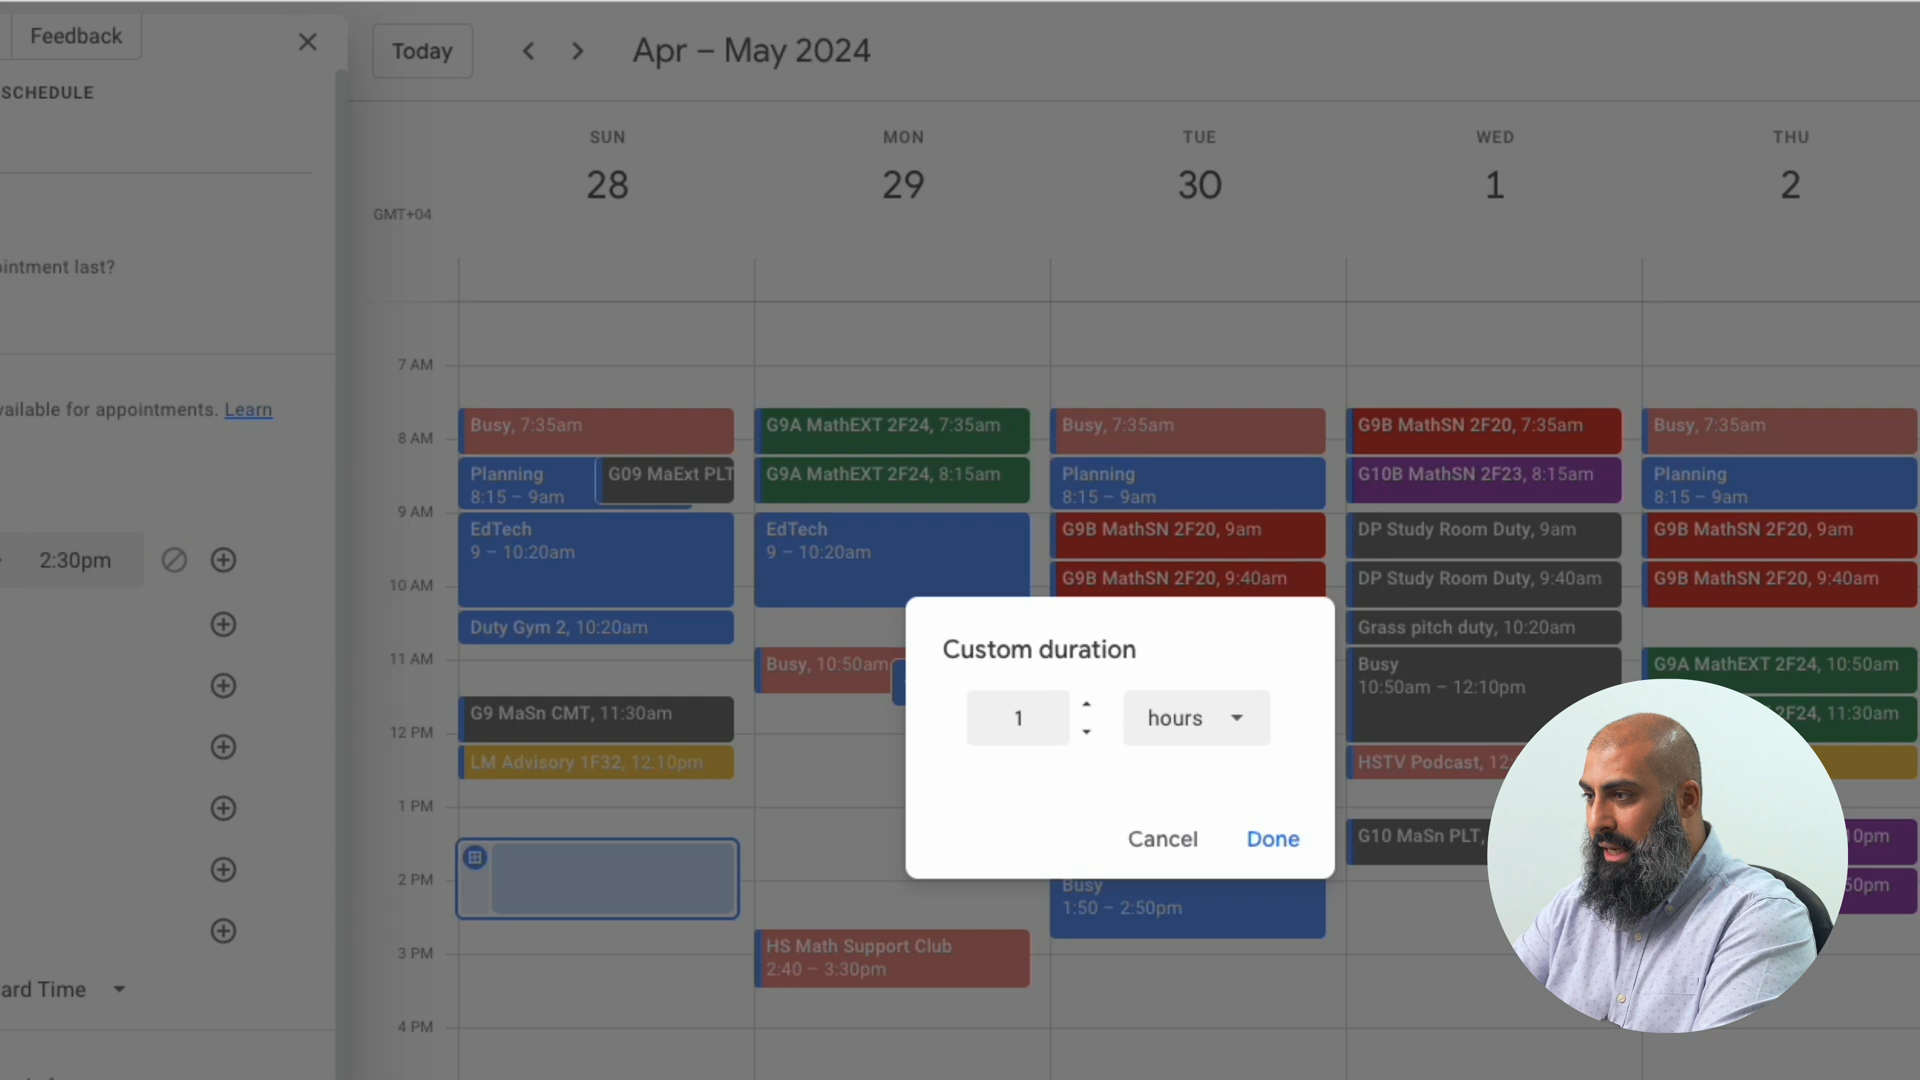 Feedback
SCHEDULE
ointment last?
vailable for appointments. Learn
2:30pm
ard Time
Today
Apr – May 2024
GMT+04
SUN
28
MON
29
TUE
30
WED
1
THU
2
7 AM
8 AM
9 AM
10 AM
11 AM
12 PM
1 PM
2 PM
3 PM
4 PM
Busy, 7:35am
Planning
8:15 – 9am
G09 MaExt PLT
EdTech
9 – 10:20am
Duty Gym 2, 10:20am
G9 MaSn CMT, 11:30am
LM Advisory 1F32, 12:10pm
G9A MathEXT 2F24, 7:35am
G9A MathEXT 2F24, 8:15am
EdTech
9 – 10:20am
Busy, 10:50am
HS Math Support Club
2:40 – 3:30pm
Busy, 7:35am
Planning
8:15 – 9am
G9B MathSN 2F20, 9am
G9B MathSN 2F20, 9:40am
Busy
1:50 – 2:50pm
G9B MathSN 2F20, 7:35am
G10B MathSN 2F23, 8:15am
DP Study Room Duty, 9am
DP Study Room Duty, 9:40am
Grass pitch duty, 10:20am
Busy
10:50am – 12:10pm
HSTV Podcast, 12:
G10 MaSn PLT,
Busy, 7:35am
Planning
8:15 – 9am
G9B MathSN 2F20, 9am
G9B MathSN 2F20, 9:40am
G9A MathEXT 2F24, 10:50am
2F24, 11:30am
0pm
50pm
Custom duration
1
hours
Cancel
Done